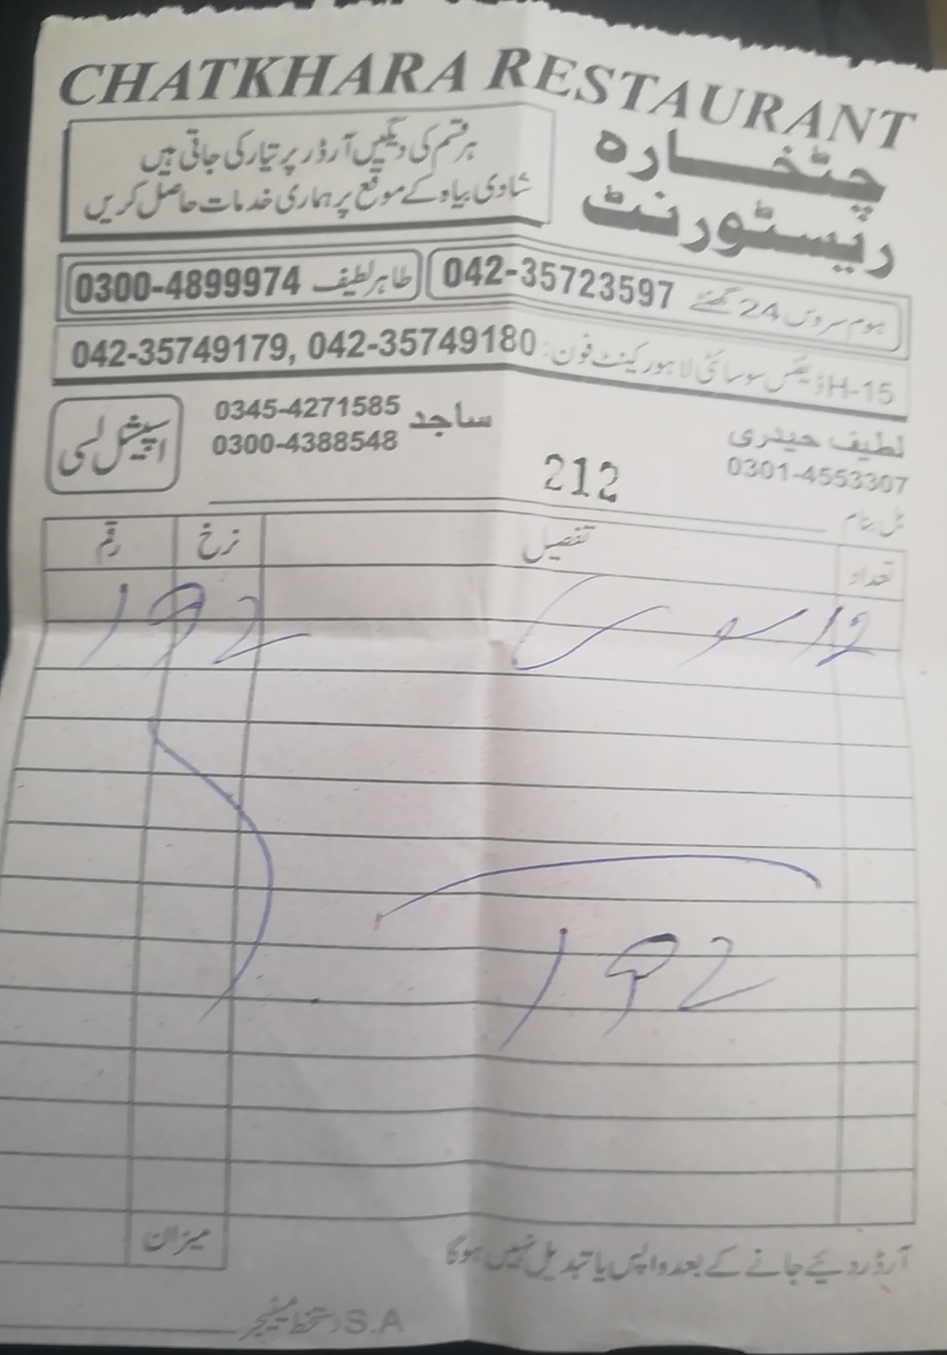 CHATKHARA RESTAURANT
چٹخارہ
ریسٹورنٹ
ہر قسم کی دیگیں آرڈر پر تیار کی جاتی ہیں
شادی بیاہ کے موقع پر ہماری خدمات حاصل کریں
ہوم سروس 24 گھنٹے 042-35723597
طاہر لطیف 0300-4899974
H-15 ڈیفنس سوسائٹی لاہور کینٹ فون: 042-35749179, 042-35749180
لطیف حیدری
0301-4553307
ساجد 0345-4271585
0300-4388548
اسپیشل لسی
212
بل بنام
تعداد تفصیل نرخ رقم
12 192
192
میزان
آرڈر دیئے جانے کے بعد واپس یا تبدیل نہیں ہوگا
S.A دستخط مینیجر